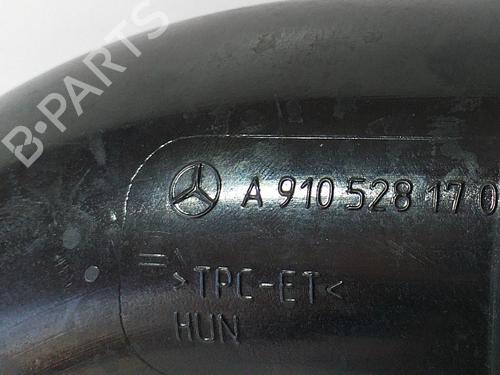 B-PARTS
A 910 528 17 0
>TPC-ET<
HUN